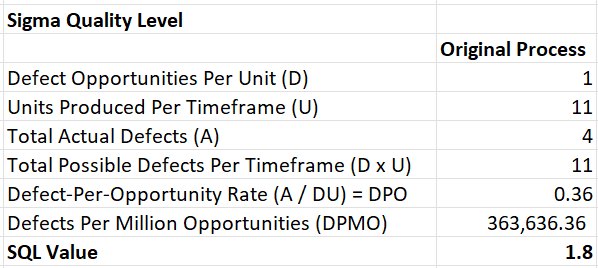 Sigma Quality Level
Original Process
Defect Opportunities Per Unit (D) 1
Units Produced Per Timeframe (U) 11
Total Actual Defects (A) 4
Total Possible Defects Per Timeframe (D x U) 11
Defect-Per-Opportunity Rate (A / DU) = DPO 0.36
Defects Per Million Opportunities (DPMO) 363,636.36
SQL Value 1.8